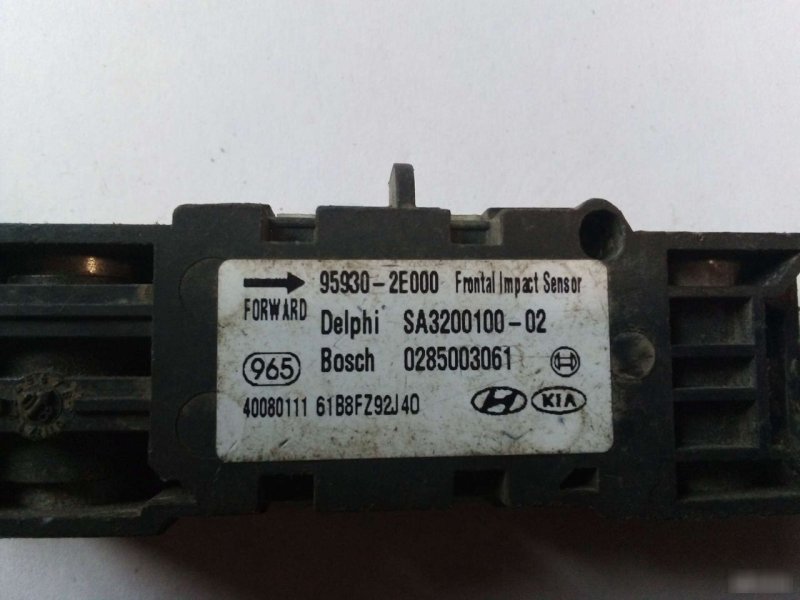 95930-2E000 Frontal Impact Sensor
FORWARD
Delphi SA3200100-02
965
Bosch 0285003061
40080111 61B8FZ92J40
KIA